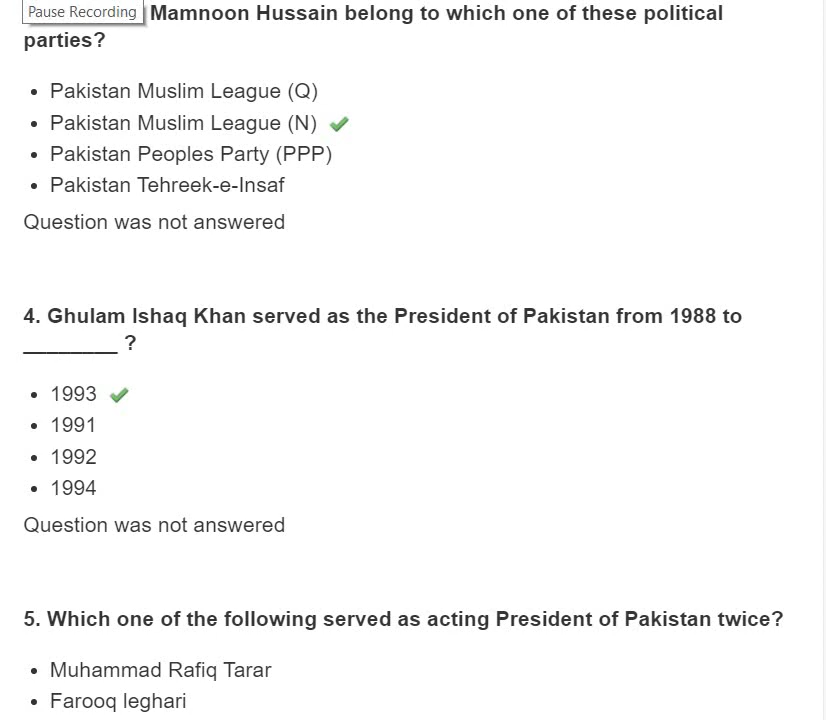 Pause Recording Mamnoon Hussain belong to which one of these political
parties?
Pakistan Muslim League (Q)
Pakistan Muslim League (N)
Pakistan Peoples Party (PPP)
Pakistan Tehreek-e-Insaf
Question was not answered
4. Ghulam Ishaq Khan served as the President of Pakistan from 1988 to
________ ?
1993
1991
1992
1994
Question was not answered
5. Which one of the following served as acting President of Pakistan twice?
Muhammad Rafiq Tarar
Farooq leghari